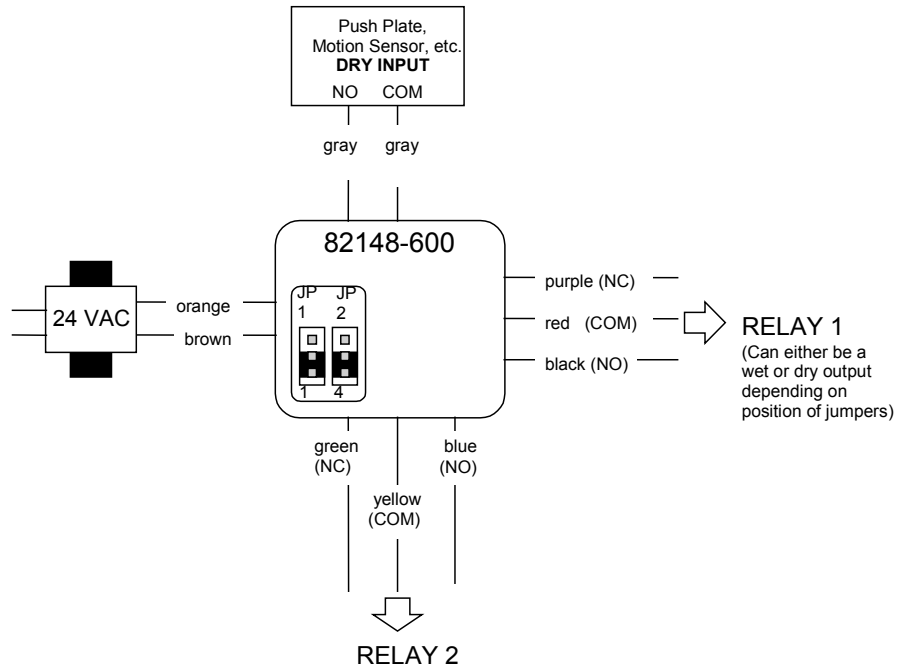 Push Plate,
Motion Sensor, etc.
DRY INPUT
NO COM
gray gray
82148-600
JP JP
1 2
1 4
24 VAC
orange
brown
purple (NC)
red (COM)
black (NO)
RELAY 1
(Can either be a
wet or dry output
depending on
position of jumpers)
green
(NC)
blue
(NO)
yellow
(COM)
RELAY 2